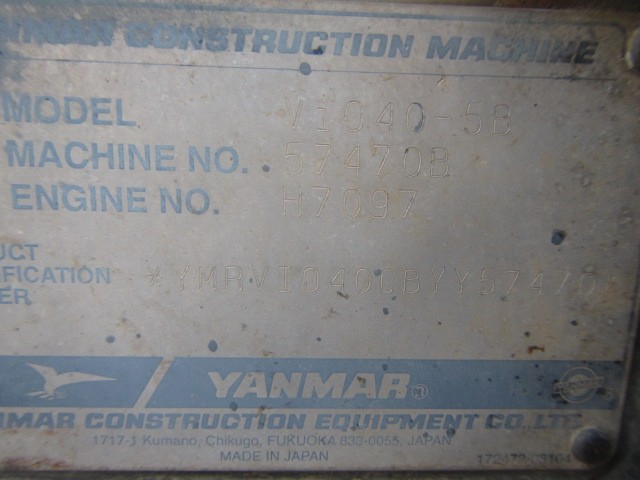 CONSTRUCTION MACHINE
MODEL ViO40-5B
MACHINE NO. 57470B
ENGINE NO. H7097
*YMRVIO40CBYY57470
YANMAR
CONSTRUCTION EQUIPMENT CO., LTD.
1717-1 Kumano, Chikugo, FUKUOKA 833-0055, JAPAN
MADE IN JAPAN